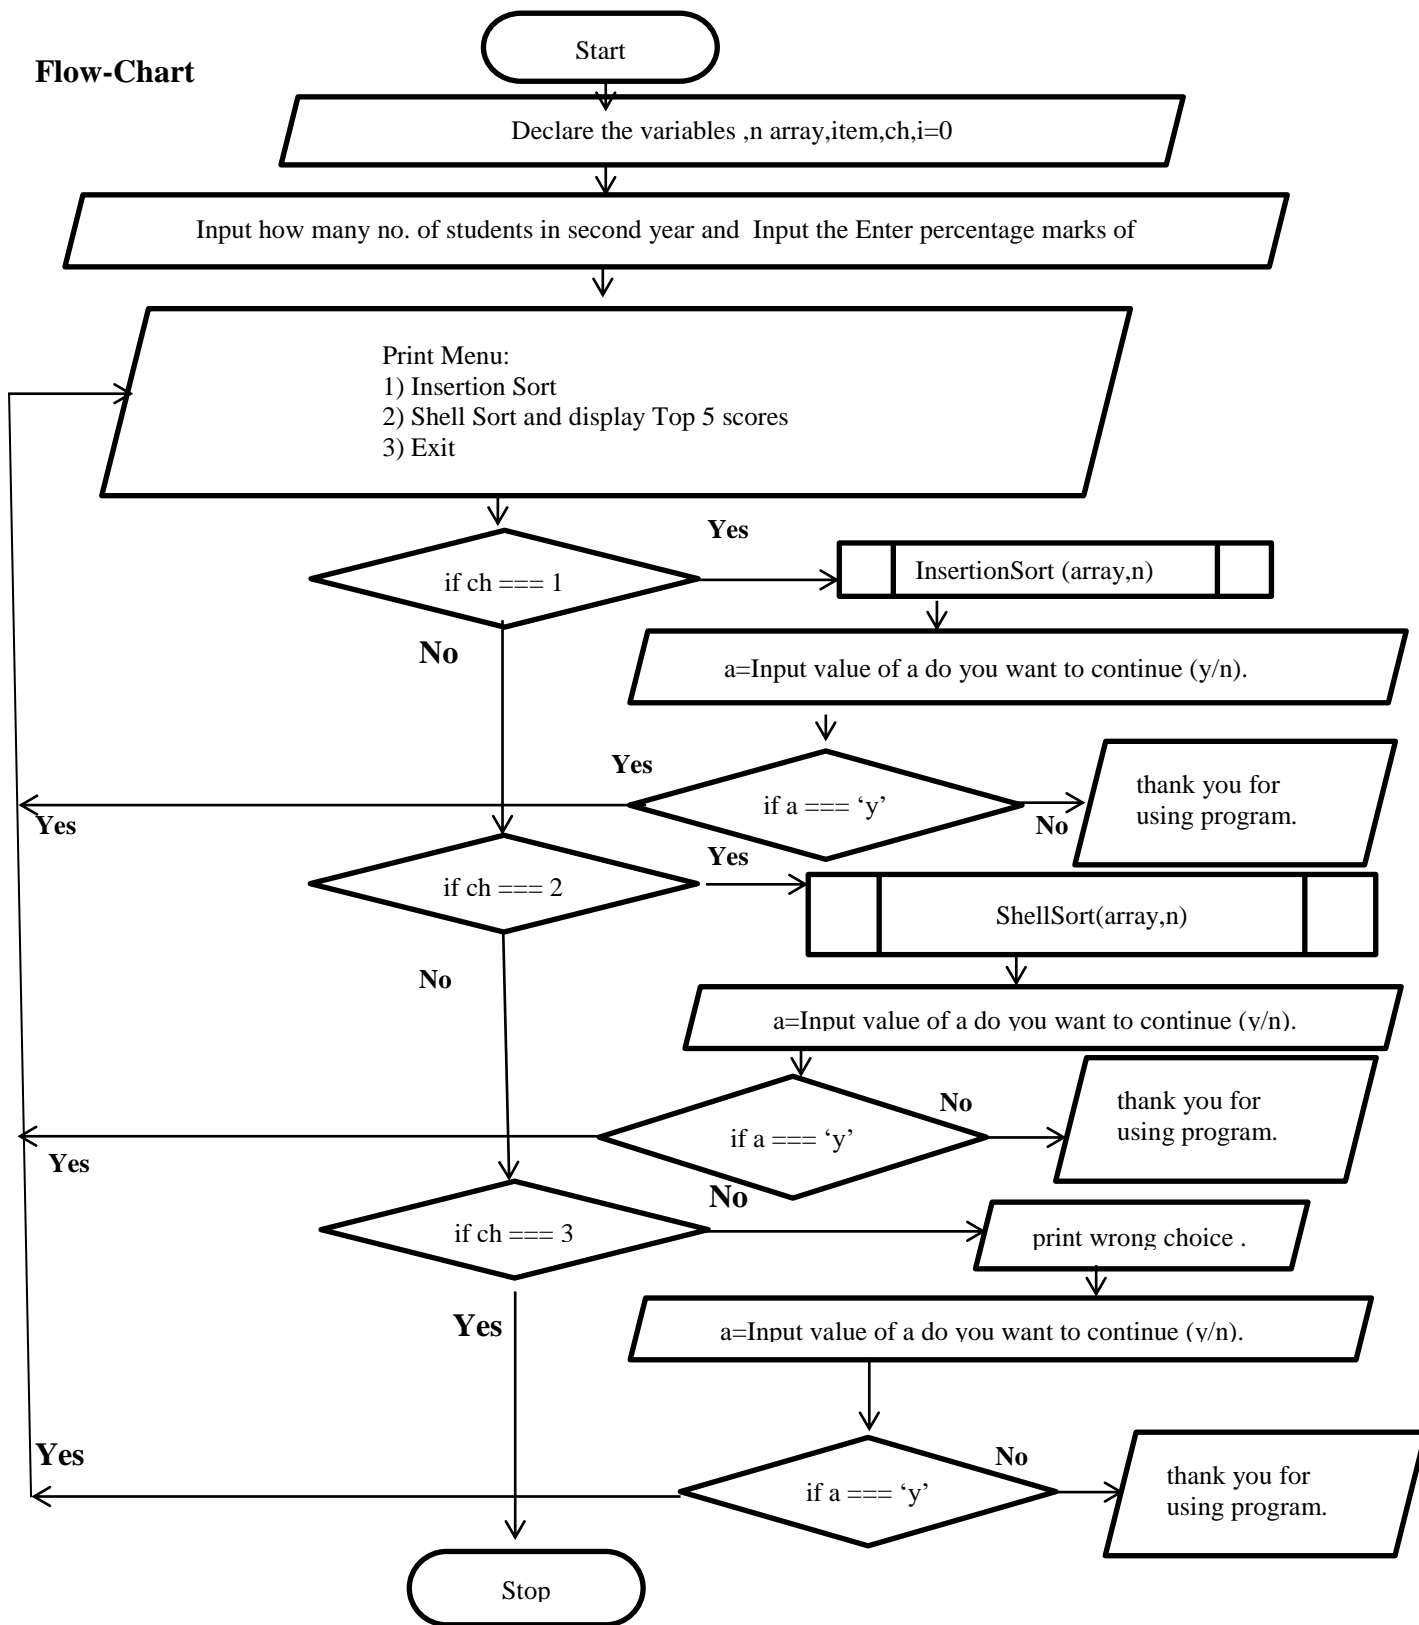 Start
Flow-Chart
Declare the variables ,n array,item,ch,i=0
Input how many no. of students in second year and Input the Enter percentage marks of
Print Menu:
1) Insertion Sort
2) Shell Sort and display Top 5 scores
3) Exit
Yes
if ch === 1
InsertionSort (array,n)
No
a=Input value of a do you want to continue (y/n).
Yes
if a === ‘y’
No
thank you for
using program.
Yes
Yes
if ch === 2
ShellSort(array,n)
No
a=Input value of a do you want to continue (y/n).
No
if a === ‘y’
thank you for
using program.
Yes
No
if ch === 3
print wrong choice .
Yes
a=Input value of a do you want to continue (y/n).
Yes
No
if a === ‘y’
thank you for
using program.
Stop